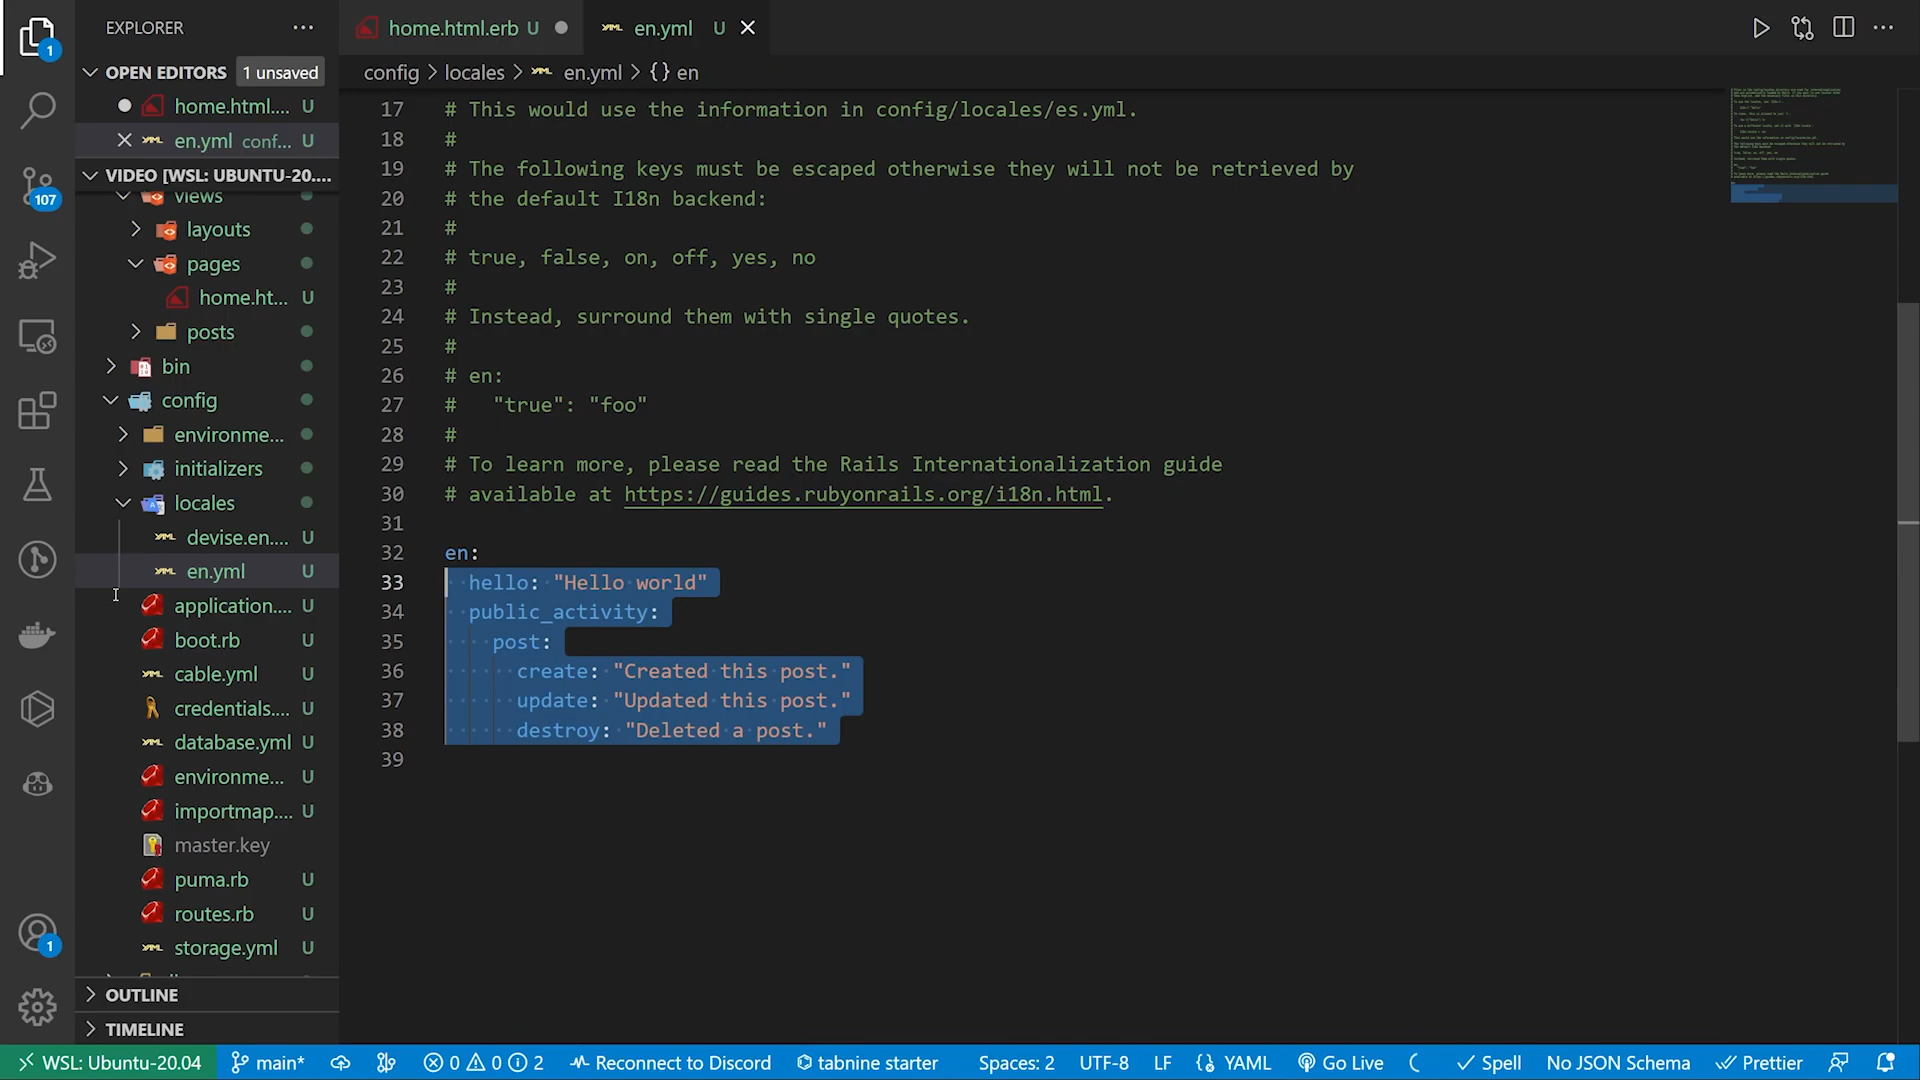 EXPLORER
OPEN EDITORS
1 unsaved
home.html.... U
en.yml conf... U
VIDEO [WSL: UBUNTU-20....
views
layouts
pages
home.ht... U
posts
bin
config
environme...
initializers
locales
devise.en.... U
en.yml U
application.... U
boot.rb U
cable.yml U
credentials.... U
database.yml U
environme... U
importmap.... U
master.key
puma.rb U
routes.rb U
storage.yml U
OUTLINE
TIMELINE
1
107
1
home.html.erb U
en.yml U
config > locales > en.yml > {} en
17 # This would use the information in config/locales/es.yml.
18 #
19 # The following keys must be escaped otherwise they will not be retrieved by
20 # the default I18n backend:
21 #
22 # true, false, on, off, yes, no
23 #
24 # Instead, surround them with single quotes.
25 #
26 # en:
27 #   "true": "foo"
28 #
29 # To learn more, please read the Rails Internationalization guide
30 # available at https://guides.rubyonrails.org/i18n.html.
31
32 en:
33   hello: "Hello world"
34   public_activity:
35     post:
36       create: "Created this post."
37       update: "Updated this post."
38       destroy: "Deleted a post."
39
WSL: Ubuntu-20.04 main* 0 0 2 Reconnect to Discord tabnine starter Spaces: 2 UTF-8 LF YAML Go Live Spell No JSON Schema Prettier